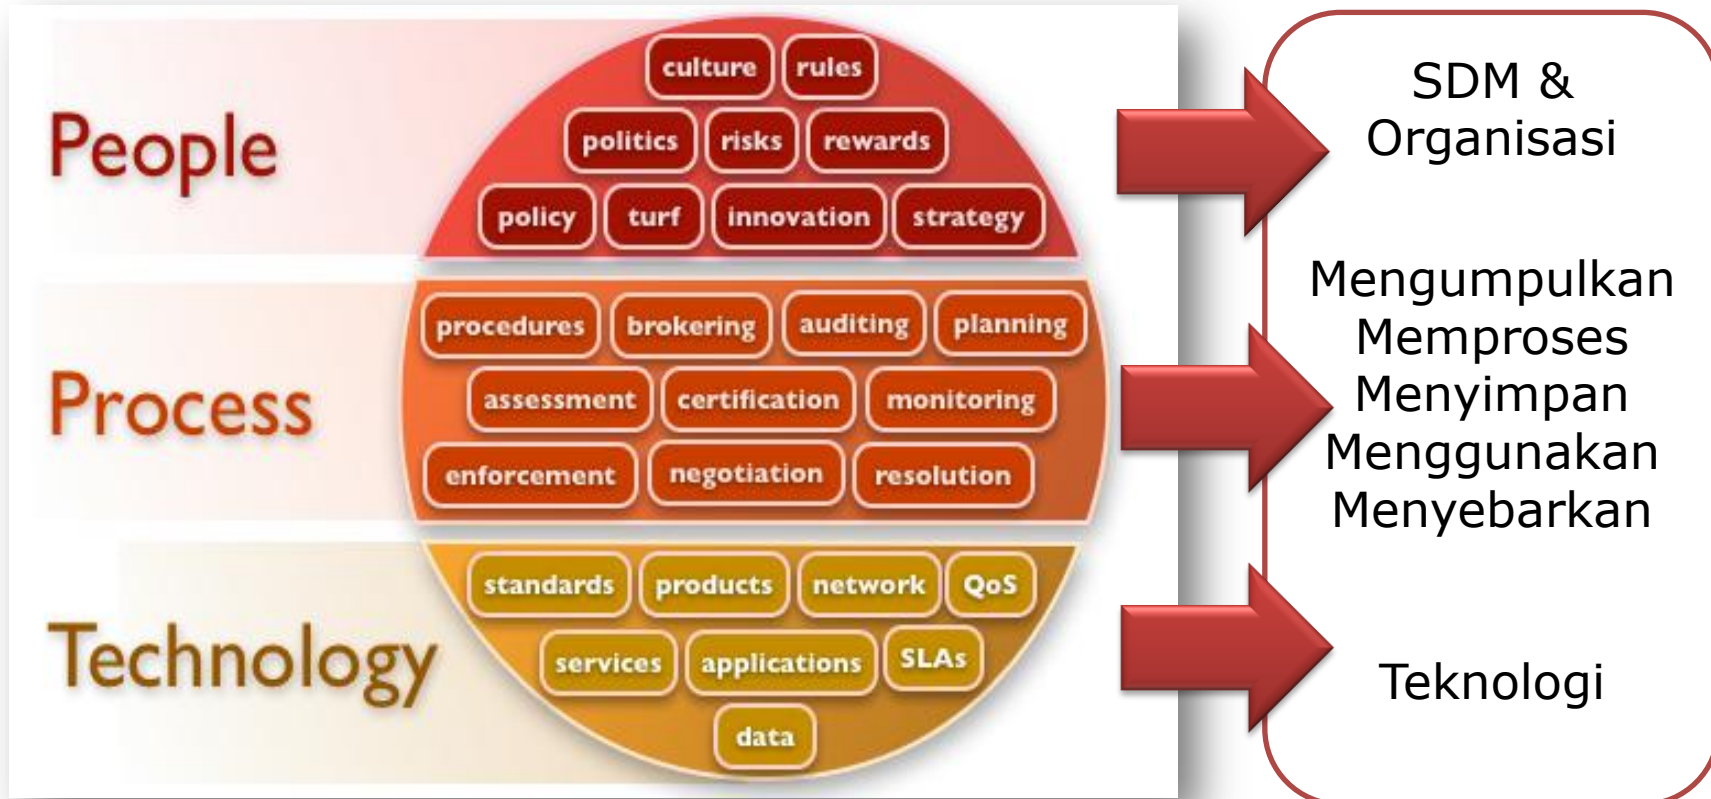 People
culture rules
politics risks rewards
policy turf innovation strategy
SDM &
Organisasi
Process
procedures brokering auditing planning
assessment certification monitoring
enforcement negotiation resolution
Mengumpulkan
Memproses
Menyimpan
Menggunakan
Menyebarkan
Technology
standards products network QoS
services applications SLAs
data
Teknologi